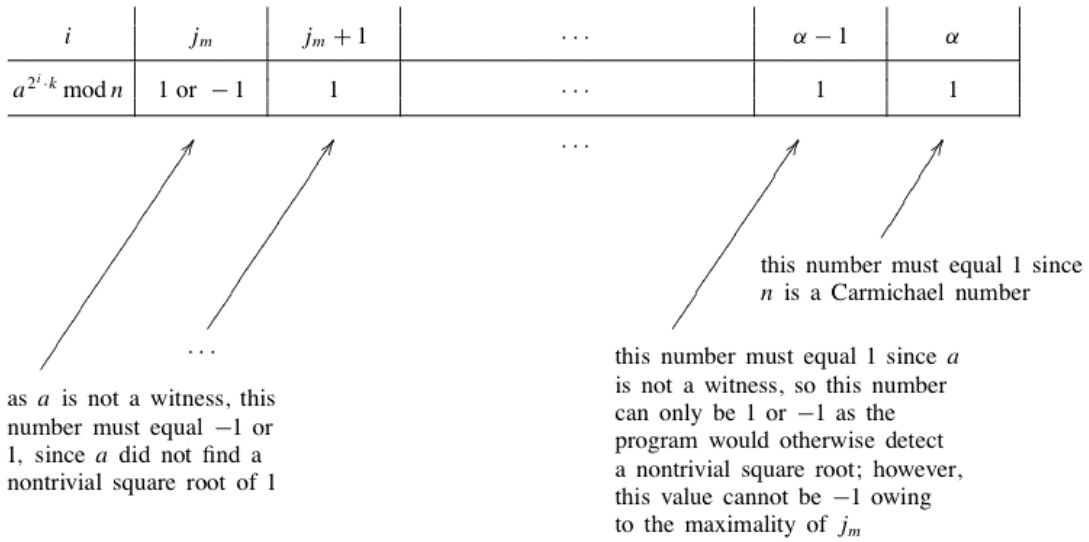 i j_m j_m + 1 ... α − 1 α
a^{2^i·k} mod n 1 or −1 1 ... 1 1
...
this number must equal 1 since
n is a Carmichael number
...
this number must equal 1 since a
is not a witness, so this number
can only be 1 or −1 as the
program would otherwise detect
a nontrivial square root; however,
this value cannot be −1 owing
to the maximality of j_m
as a is not a witness, this
number must equal −1 or
1, since a did not find a
nontrivial square root of 1